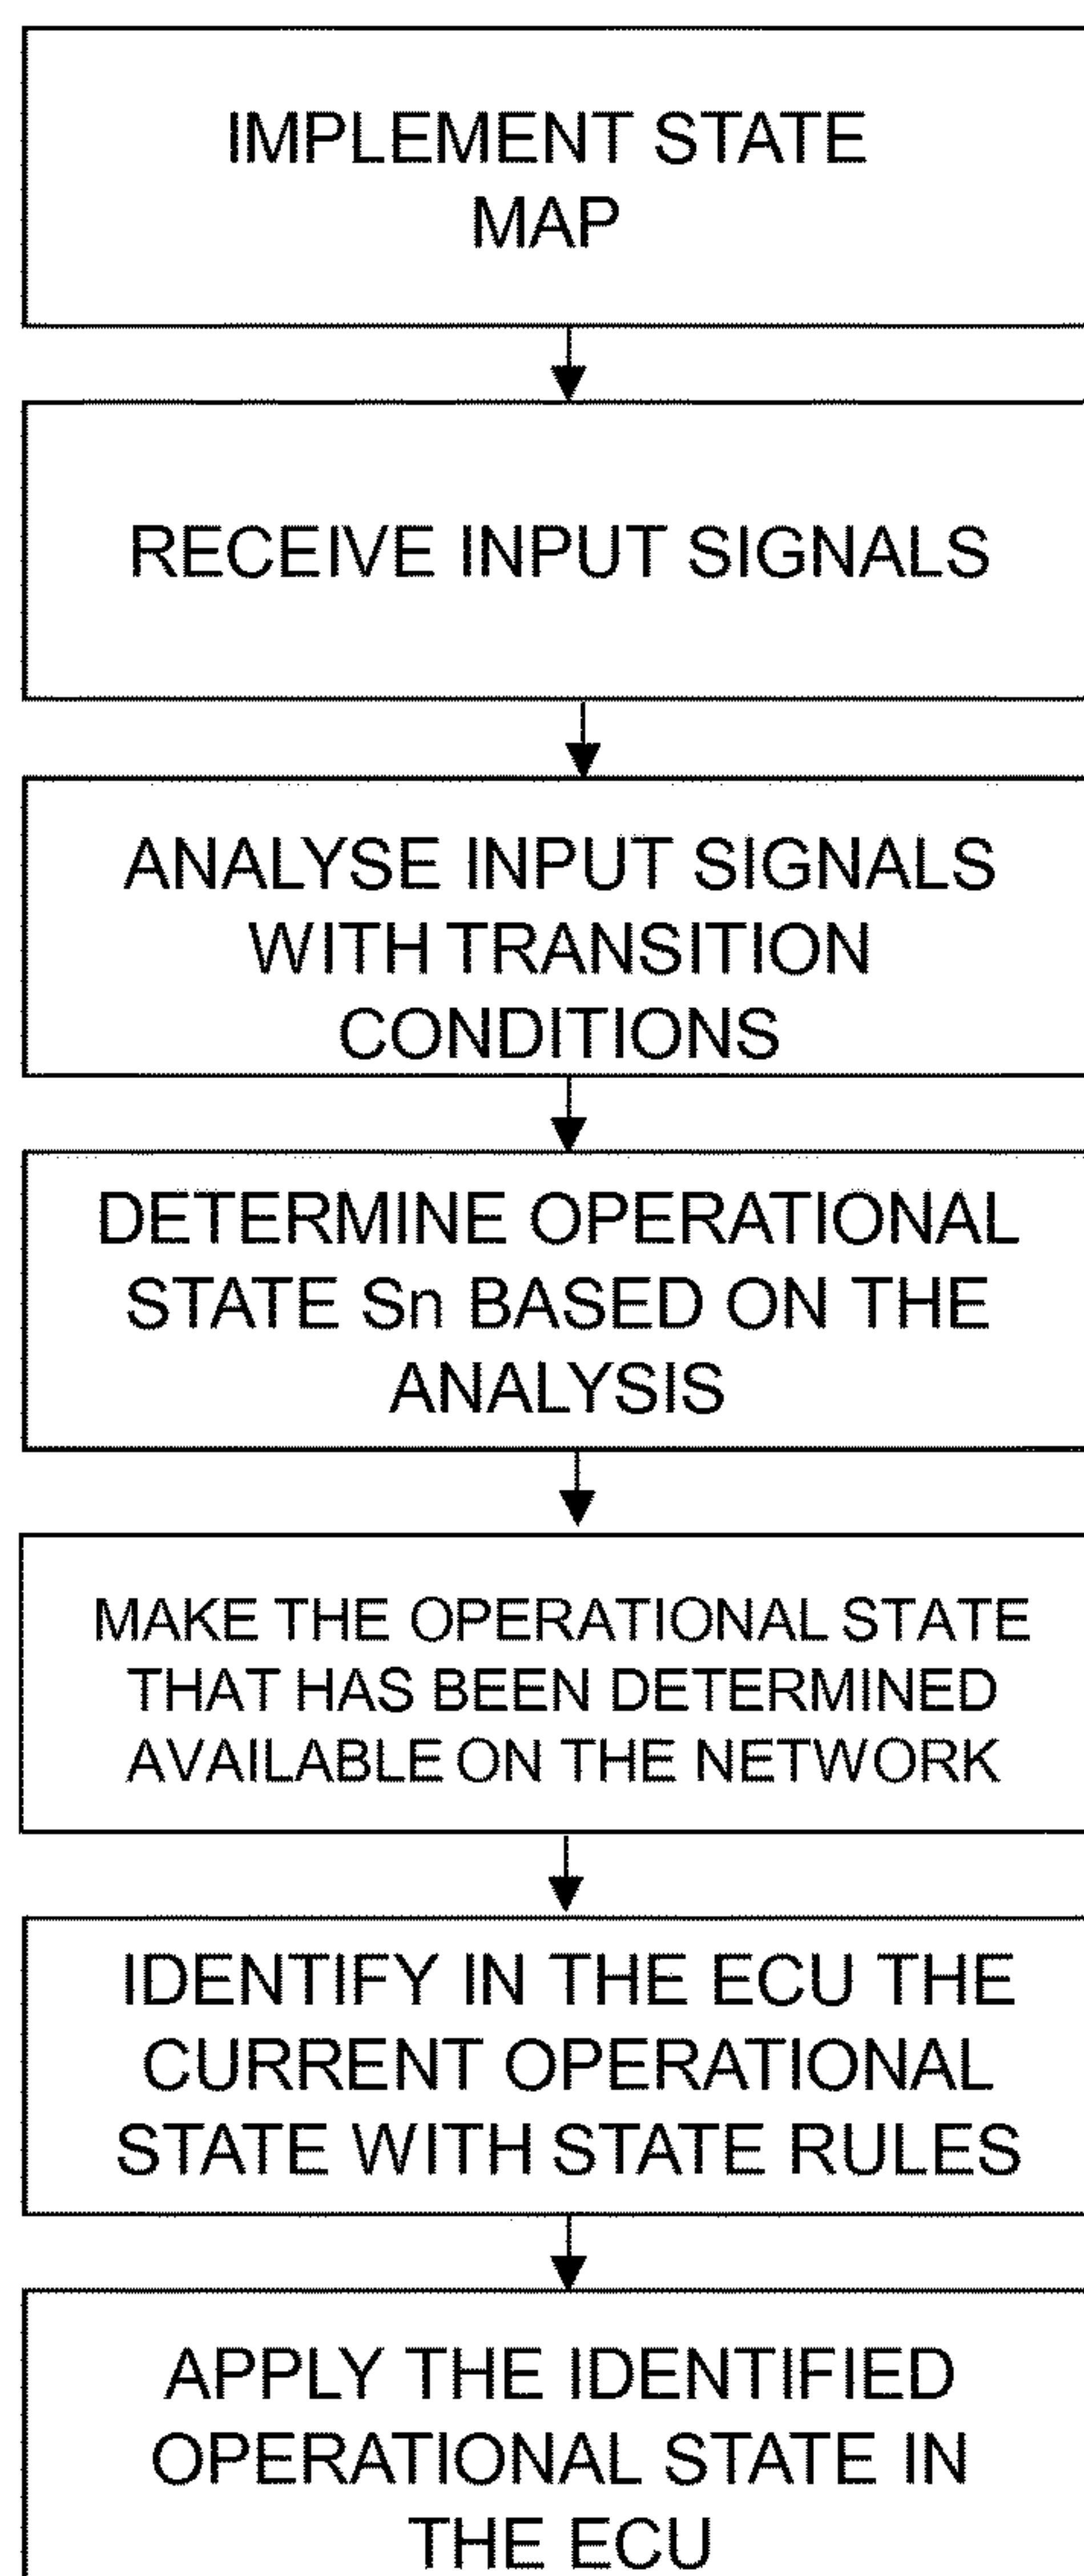 IMPLEMENT STATE
MAP
RECEIVE INPUT SIGNALS
ANALYSE INPUT SIGNALS
WITH TRANSITION
CONDITIONS
DETERMINE OPERATIONAL
STATE Sn BASED ON THE
ANALYSIS
MAKE THE OPERATIONAL STATE
THAT HAS BEEN DETERMINED
AVAILABLE ON THE NETWORK
IDENTIFY IN THE ECU THE
CURRENT OPERATIONAL
STATE WITH STATE RULES
APPLY THE IDENTIFIED
OPERATIONAL STATE IN
THE ECU